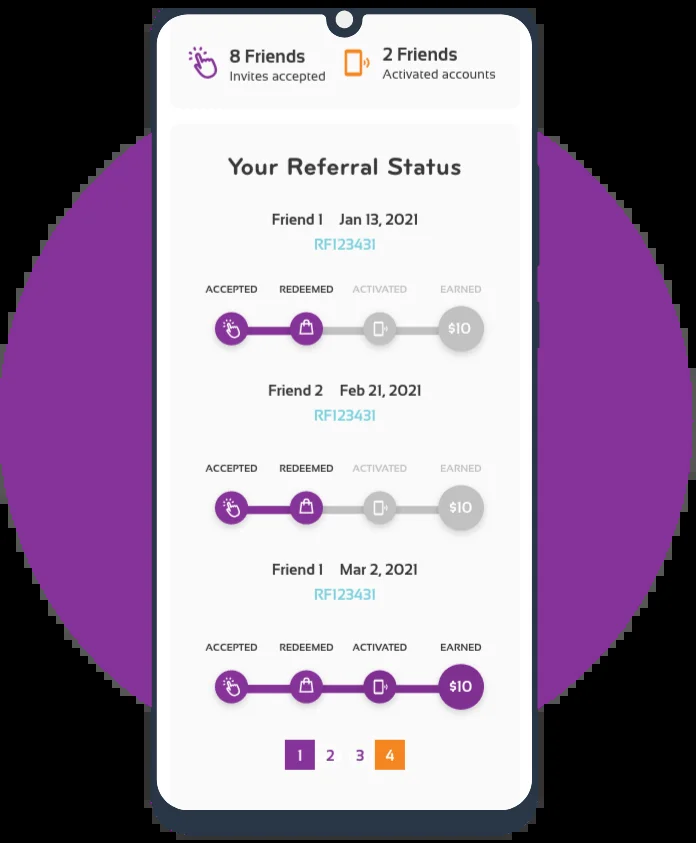 8 Friends
Invites accepted
2 Friends
Activated accounts
Your Referral Status
Friend 1 Jan 13, 2021
RF123431
ACCEPTED REDEEMED ACTIVATED EARNED
$10
Friend 2 Feb 21, 2021
RF123431
ACCEPTED REDEEMED ACTIVATED EARNED
$10
Friend 1 Mar 2, 2021
RF123431
ACCEPTED REDEEMED ACTIVATED EARNED
$10
1 2 3 4